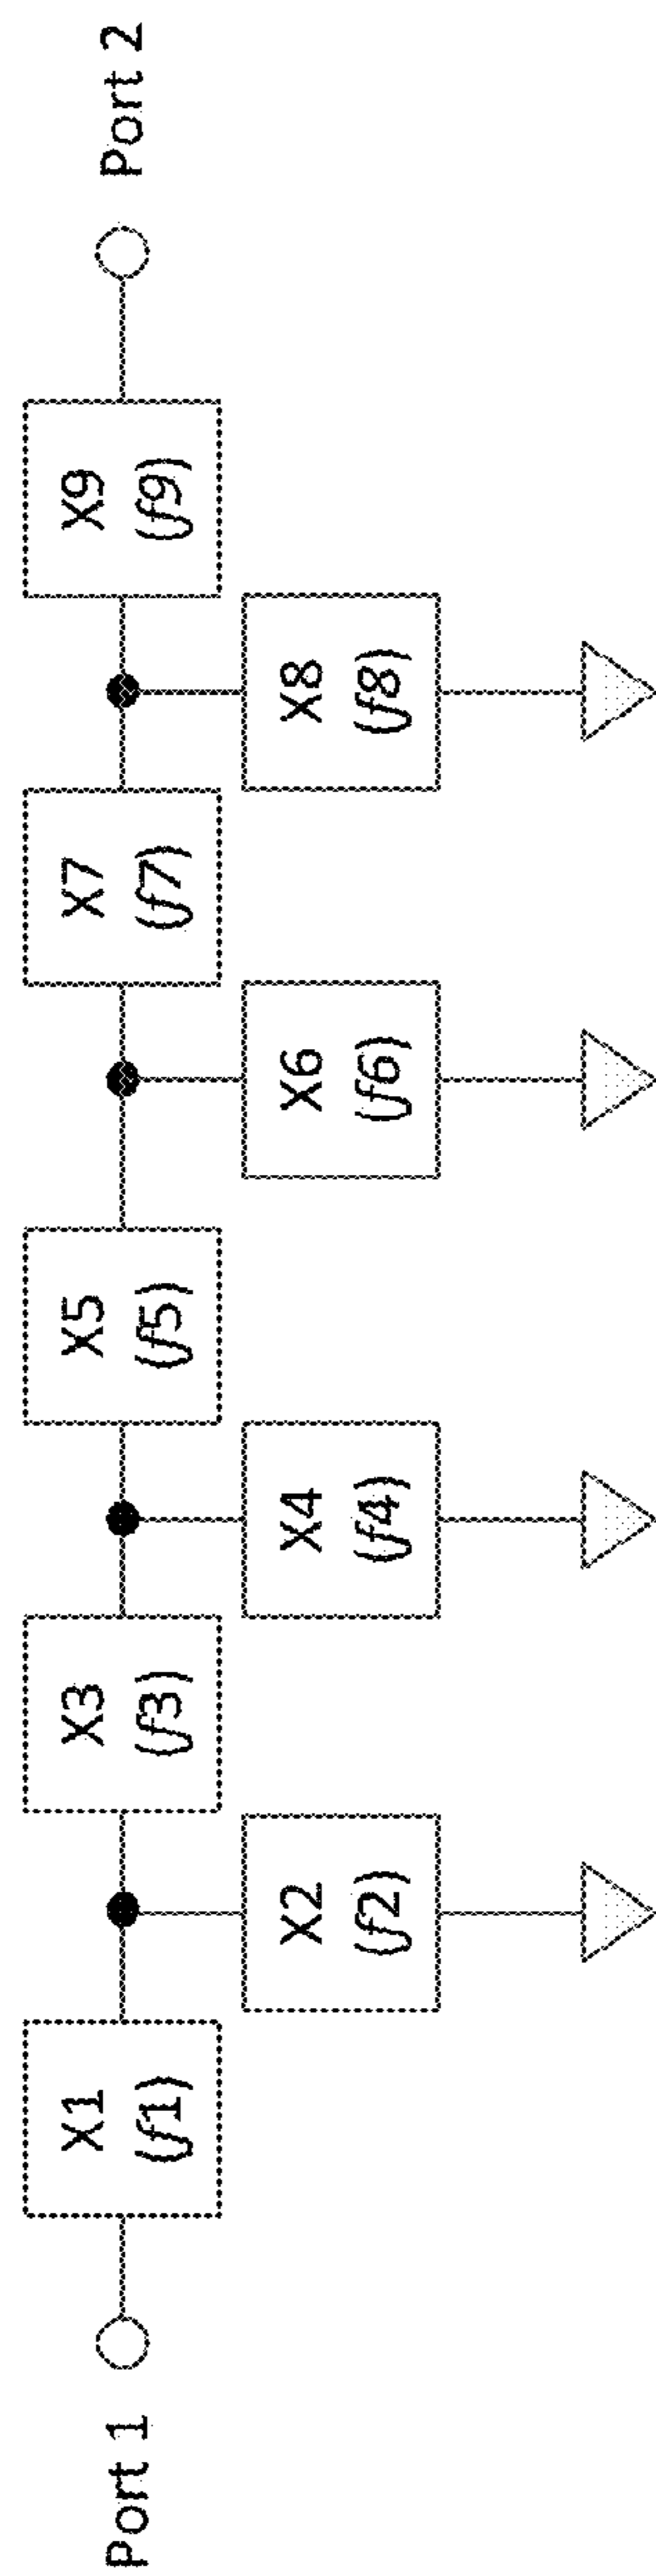 Port 1
X1
(f1)
X2
(f2)
X3
(f3)
X4
(f4)
X5
(f5)
X6
(f6)
X7
(f7)
X8
(f8)
X9
(f9)
Port 2